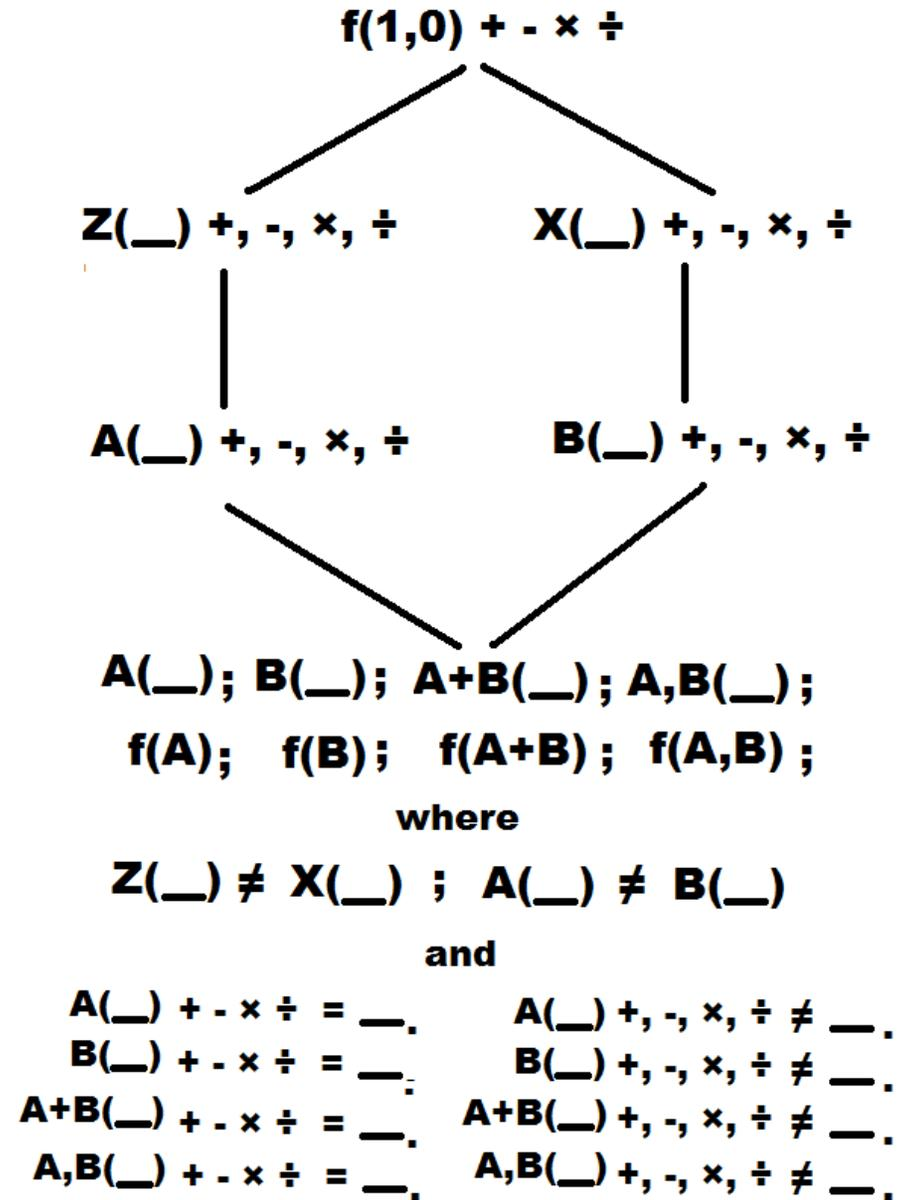 f(1,0) + - × ÷
Z(__) +, -, ×, ÷ X(__) +, -, ×, ÷
A(__) +, -, ×, ÷ B(__) +, -, ×, ÷
A(__); B(__); A+B(__); A,B(__);
f(A); f(B); f(A+B); f(A,B);
where
Z(__) ≠ X(__) ; A(__) ≠ B(__)
and
A(__) + - × ÷ = __. A(__) +, -, ×, ÷ ≠ __.
B(__) + - × ÷ = __. B(__) +, -, ×, ÷ ≠ __.
A+B(__) + - × ÷ = __. A+B(__) +, -, ×, ÷ ≠ __.
A,B(__) + - × ÷ = __. A,B(__) +, -, ×, ÷ ≠ __.